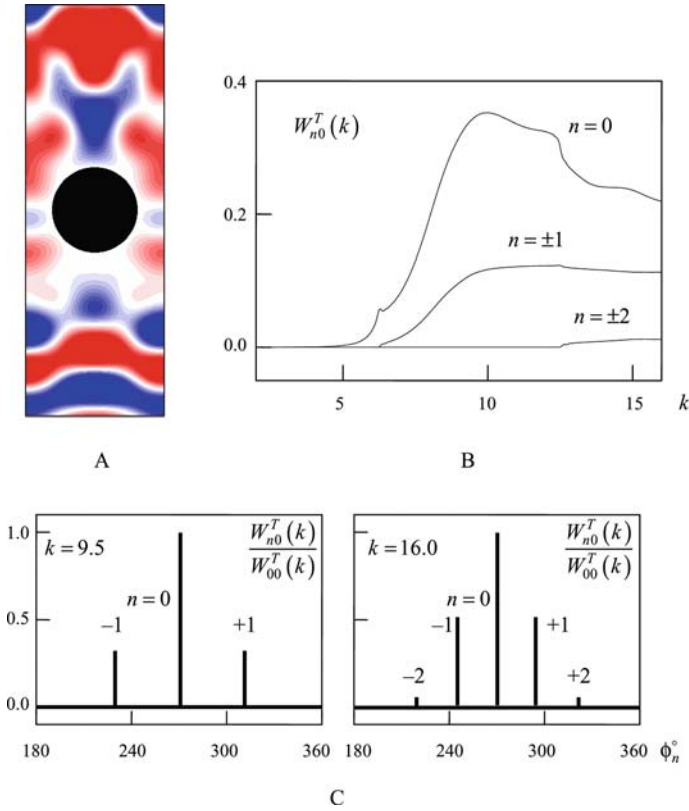 0.4
W^T_{n0}(k)
n = 0
0.2
n = ±1
n = ±2
0.0
5 10 15 k
A B
1.0
k = 9.5
W^T_{n0}(k)
W^T_{00}(k)
k = 16.0
W^T_{n0}(k)
W^T_{00}(k)
n = 0
n = 0
0.5
−1 +1
−1 +1
−2 +2
0.0
180 240 300 360
180 240 300 360 ϕ°_n
C